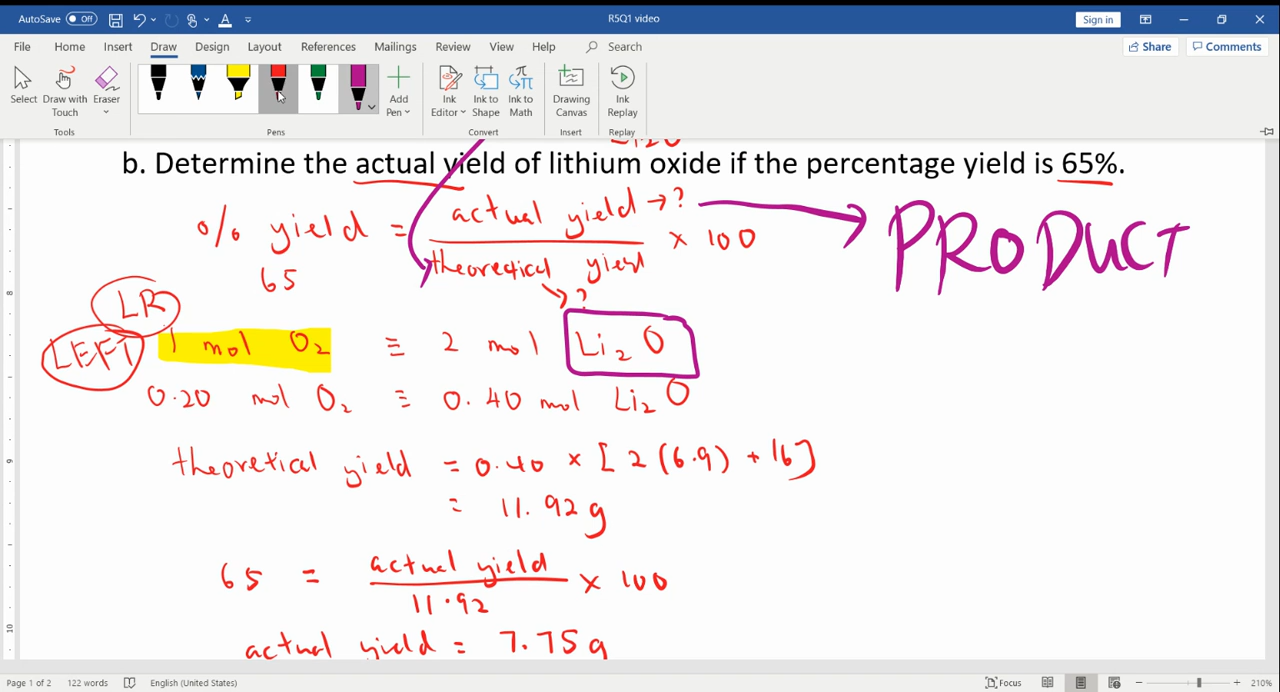 AutoSave Off R5Q1 video Sign in
File Home Insert Draw Design Layout References Mailings Review View Help Search Share Comments
Select Draw with Touch Eraser Add Pen Ink Editor Ink to Shape Ink to Math Drawing Canvas Ink Replay
Tools Pens Convert Insert Replay
Li2O
b. Determine the actual yield of lithium oxide if the percentage yield is 65%.
% yield = actual yield → ? / theoretical yield × 100 → PRODUCT
65 ?
LR
LEFT 1 mol O₂ ≡ 2 mol Li₂O
0.20 mol O₂ ≡ 0.40 mol Li₂O
theoretical yield = 0.40 × [2(6.9) + 16]
= 11.92 g
65 = actual yield / 11.92 × 100
actual yield = 7.75 g
8
9
10
Page 1 of 2 122 words English (United States) Focus 210%